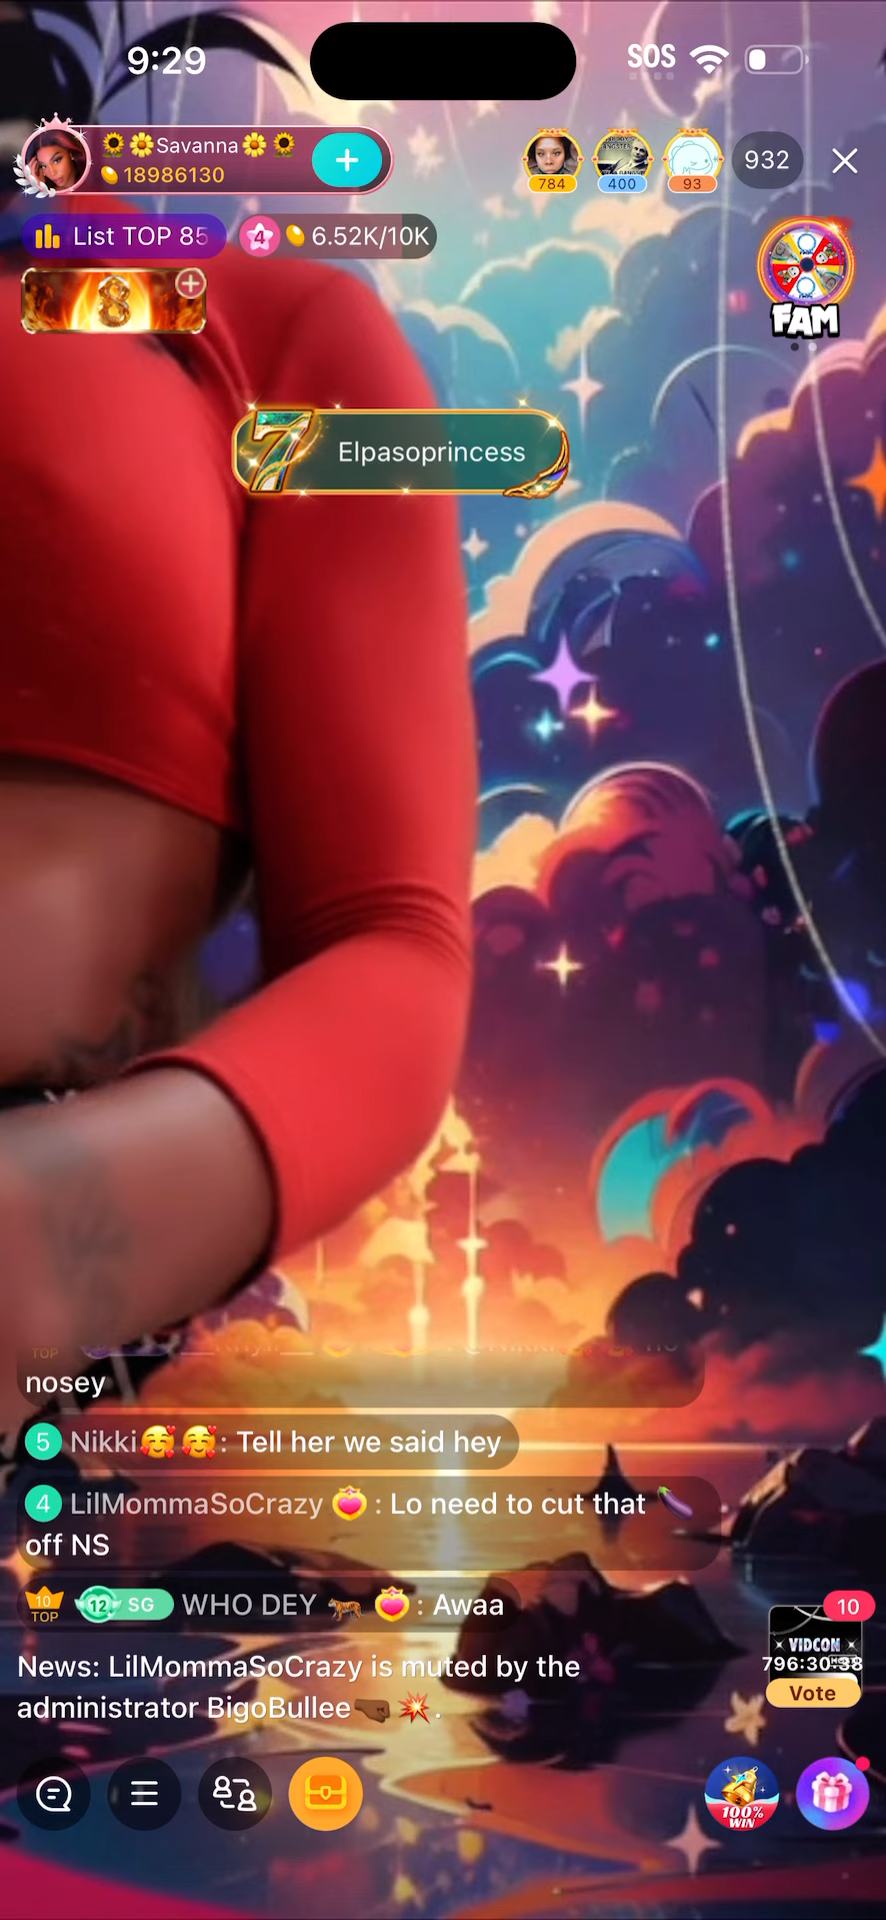 9:29
SOS
🌻🌼Savanna🌼🌻
18986130
784
400
93
932
List TOP 85
4
6.52K/10K
8
FAM
7 Elpasoprincess
TOP
nosey
5 Nikki🥰🥰: Tell her we said hey
4 LilMommaSoCrazy 💝 : Lo need to cut that 🍆
off NS
10 TOP 12 SG WHO DEY 🐅 💝 : Awaa
10
VIDCON
796:30:38
Vote
News: LilMommaSoCrazy is muted by the
administrator BigoBullee🤛🏾💥.
100%
WIN